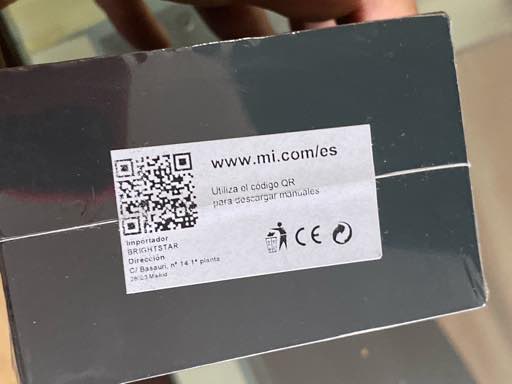 www.mi.com/es
Utiliza el código QR
para descargar manuales
Importador
BRIGHTSTAR
Dirección
C/ Basauri, nº 14 1ª planta
28023 Madrid